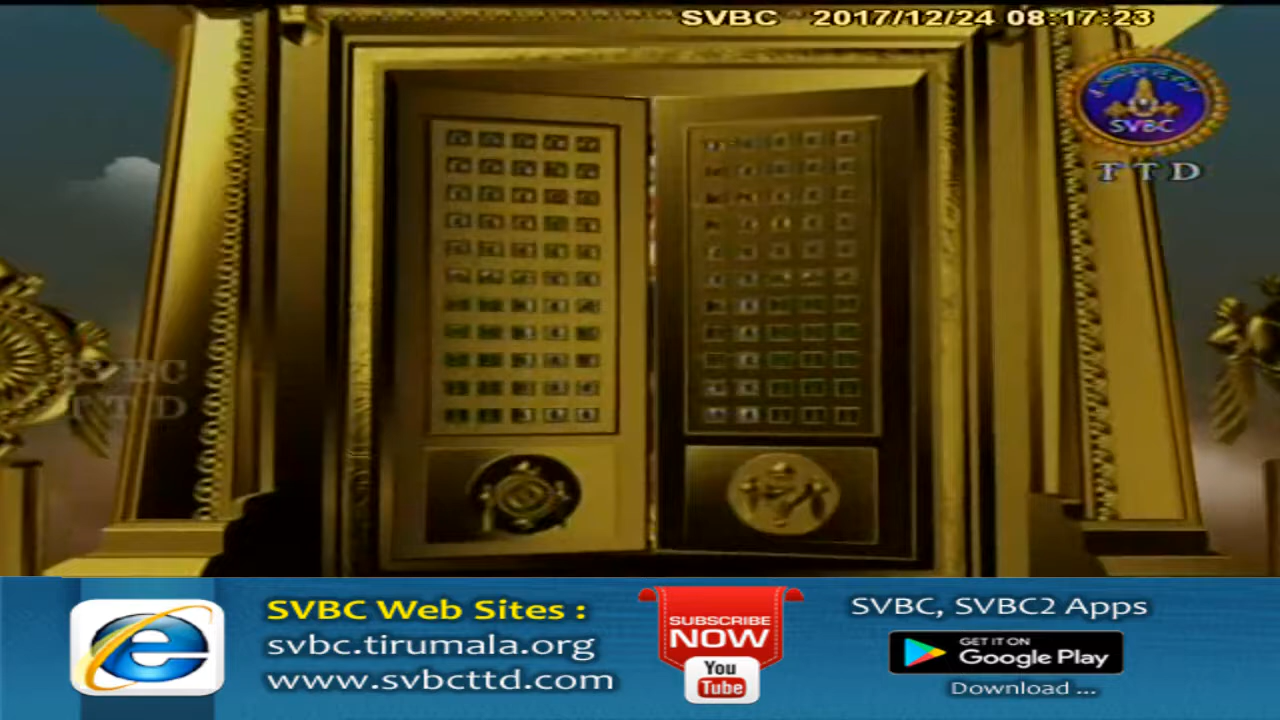 SVBC 2017/12/24 08:17:23
SVBC
TTD
SVBC
TTD
SVBC Web Sites :
svbc.tirumala.org
www.svbcttd.com
SUBSCRIBE
NOW
You
Tube
SVBC, SVBC2 Apps
GET IT ON
Google Play
Download ...